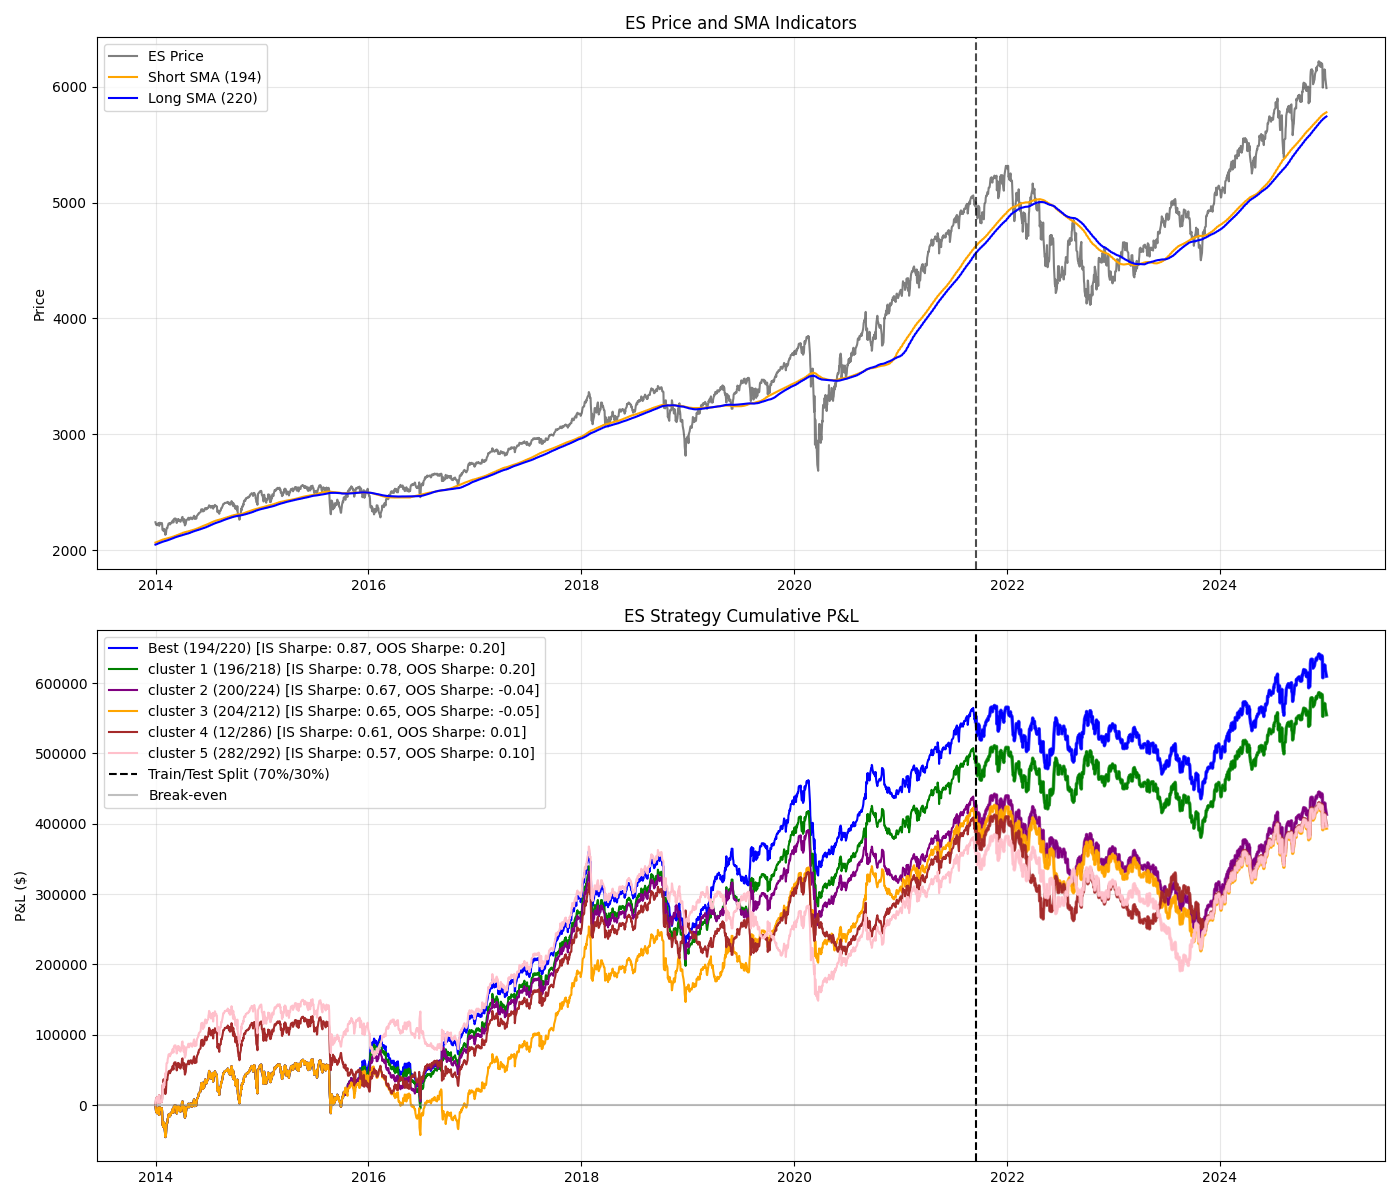 ES Price and SMA Indicators
ES Price
Short SMA (194)
Long SMA (220)
Price
6000
5000
4000
3000
2000
2014
2016
2018
2020
2022
2024
ES Strategy Cumulative P&L
Best (194/220) [IS Sharpe: 0.87, OOS Sharpe: 0.20]
cluster 1 (196/218) [IS Sharpe: 0.78, OOS Sharpe: 0.20]
cluster 2 (200/224) [IS Sharpe: 0.67, OOS Sharpe: -0.04]
cluster 3 (204/212) [IS Sharpe: 0.65, OOS Sharpe: -0.05]
cluster 4 (12/286) [IS Sharpe: 0.61, OOS Sharpe: 0.01]
cluster 5 (282/292) [IS Sharpe: 0.57, OOS Sharpe: 0.10]
Train/Test Split (70%/30%)
Break-even
P&L ($)
600000
500000
400000
300000
200000
100000
0
2014
2016
2018
2020
2022
2024